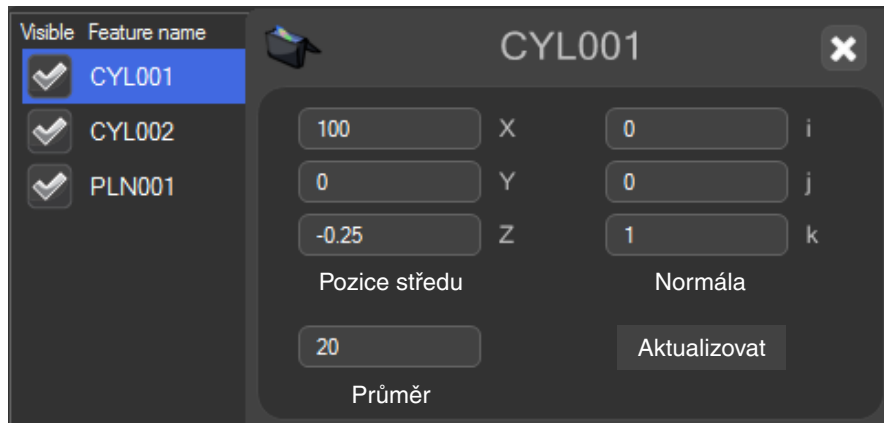 Visible Feature name
CYL001
CYL002
PLN001
CYL001
100 X 0 i
0 Y 0 j
-0.25 Z 1 k
Pozice středu Normála
20 Aktualizovat
Průměr